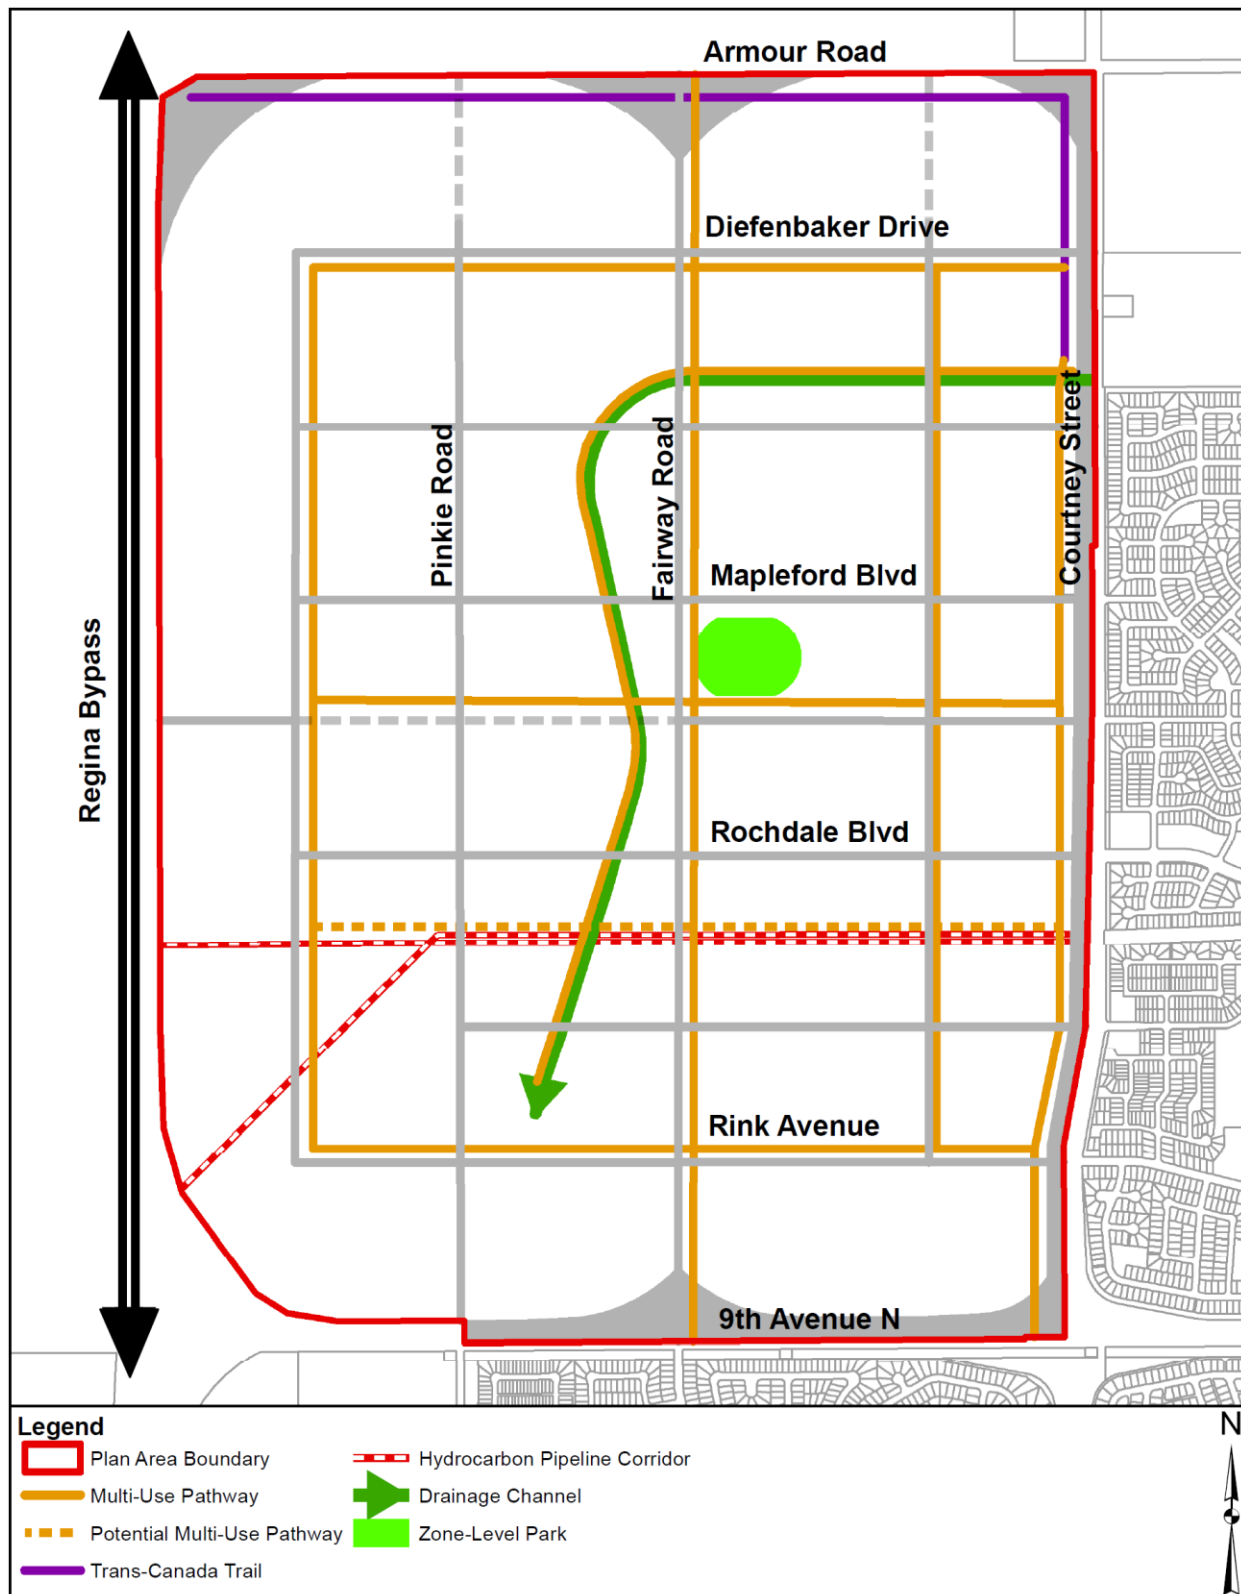 Armour Road
Diefenbaker Drive
Pinkie Road
Fairway Road
Courtney Street
Mapleford Blvd
Regina Bypass
Rochdale Blvd
Rink Avenue
9th Avenue N
Legend
Plan Area Boundary
Multi-Use Pathway
Potential Multi-Use Pathway
Trans-Canada Trail
Hydrocarbon Pipeline Corridor
Drainage Channel
Zone-Level Park
N